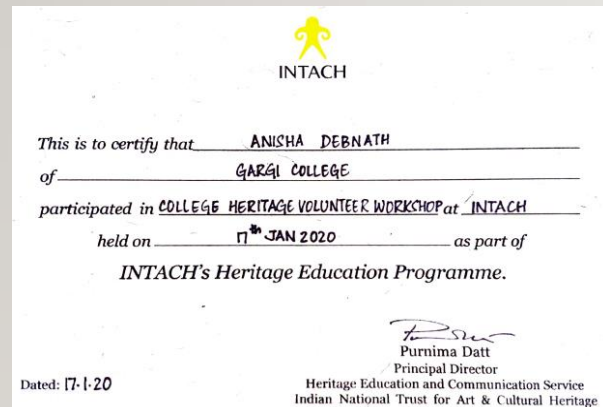 INTACH
This is to certify that ANISHA DEBNATH
of GARGI COLLEGE
participated in COLLEGE HERITAGE VOLUNTEER WORKSHOP at INTACH
held on 17th JAN 2020 as part of
INTACH's Heritage Education Programme.
Purnima Datt
Principal Director
Dated: 17-1-20 Heritage Education and Communication Service
Indian National Trust for Art & Cultural Heritage